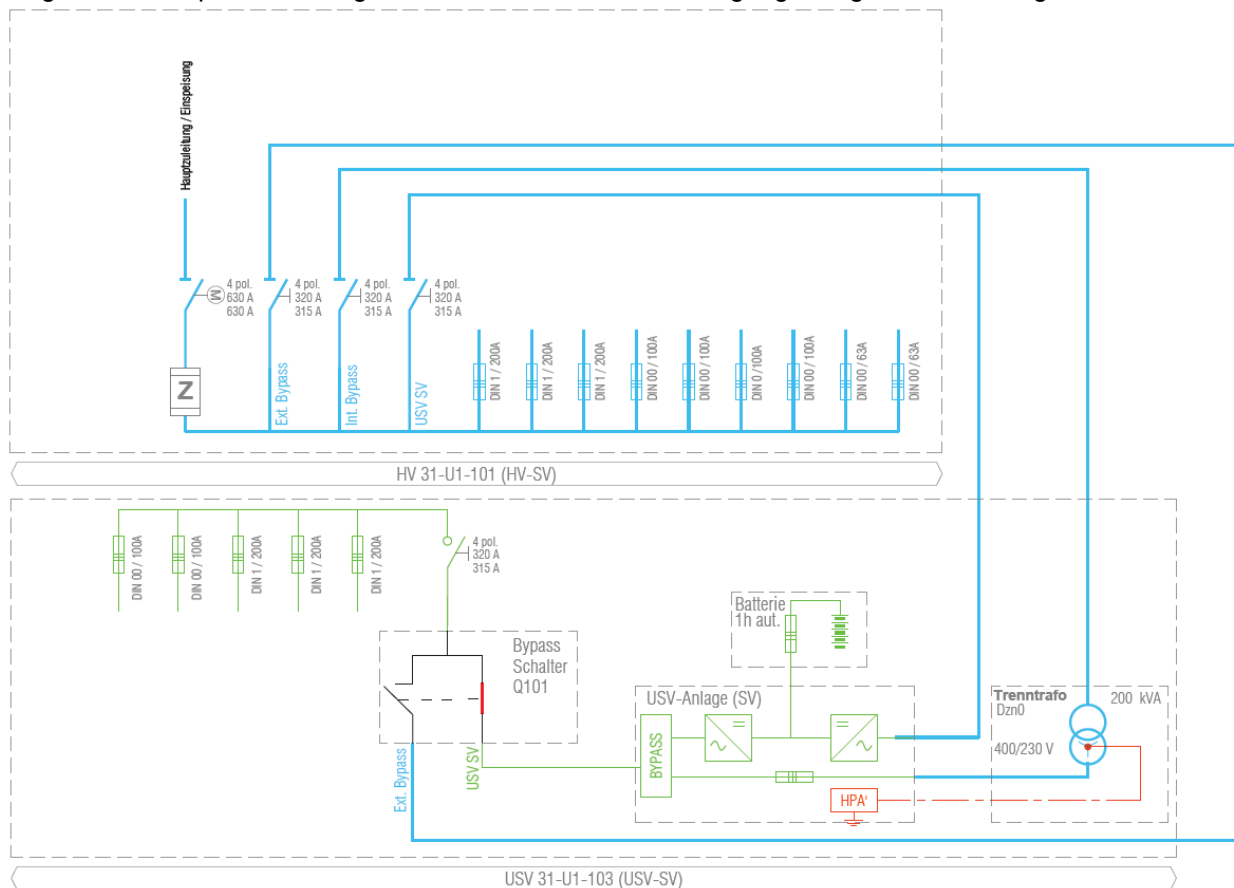 Hauptzuleitung / Einspeisung
4 pol.
630 A
630 A
M
4 pol.
320 A
315 A
4 pol.
320 A
315 A
4 pol.
320 A
315 A
Z
Ext. Bypass
Int. Bypass
USV SV
DIN 1 / 200A
DIN 1 / 200A
DIN 1 / 200A
DIN 00 / 100A
DIN 00 / 100A
DIN 0 /100A
DIN 00 / 100A
DIN 00 / 63A
DIN 00 / 63A
HV 31-U1-101 (HV-SV)
DIN 00 / 100A
DIN 00 / 100A
DIN 1 / 200A
DIN 1 / 200A
DIN 1 / 200A
4 pol.
320 A
315 A
Bypass
Schalter
Q101
Ext. Bypass
USV SV
Batterie
1h aut.
USV-Anlage (SV)
BYPASS
HPA'
Trenntrafo
Dzn0
200 kVA
400/230 V
USV 31-U1-103 (USV-SV)